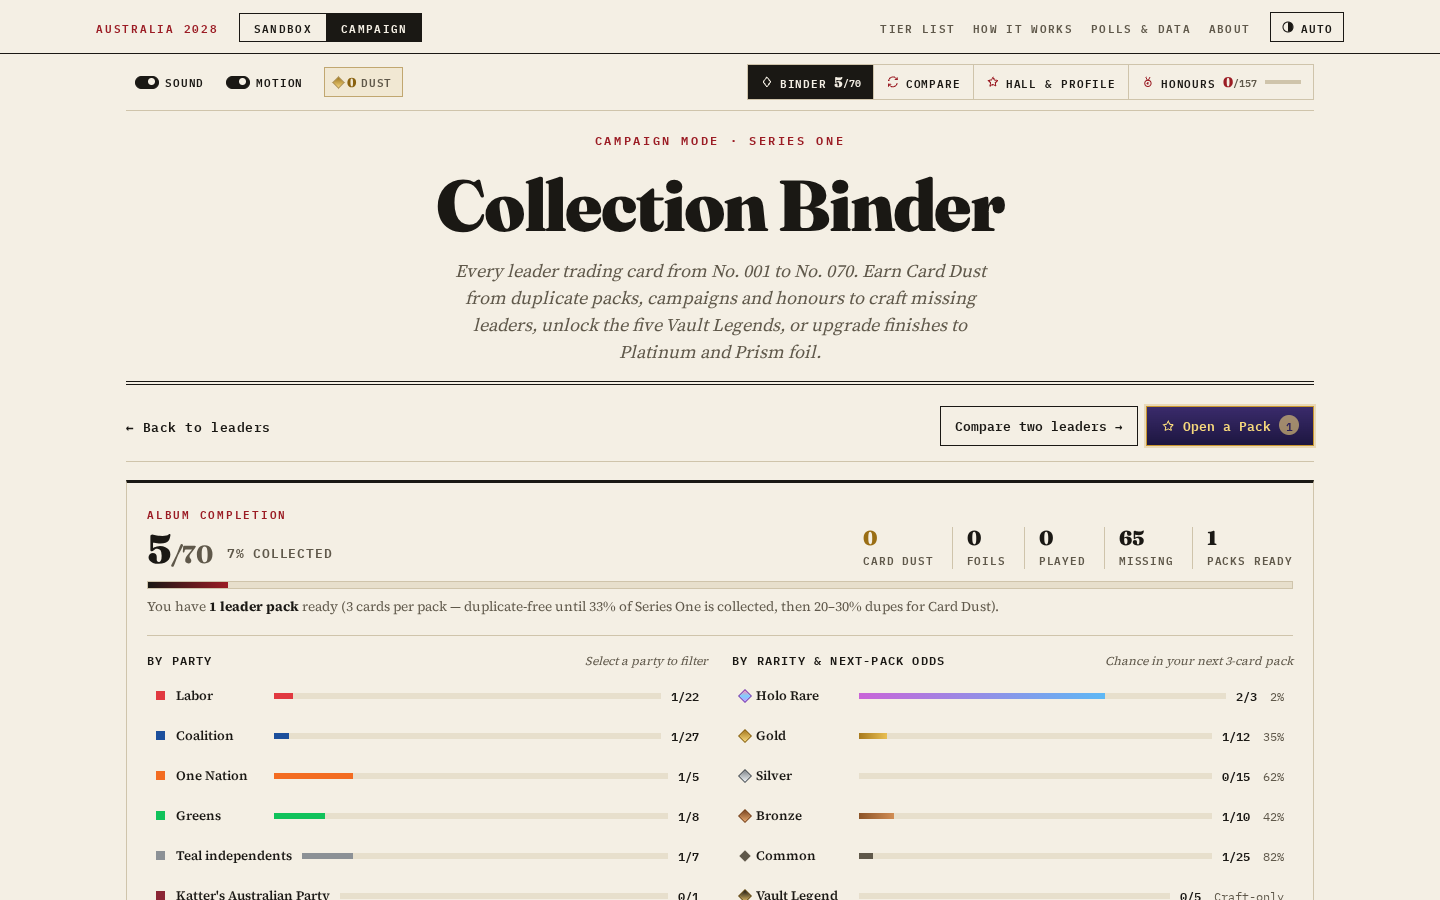 AUSTRALIA 2028 SANDBOX CAMPAIGN TIER LIST HOW IT WORKS POLLS & DATA ABOUT AUTO
SOUND MOTION 0 DUST BINDER 5/70 COMPARE HALL & PROFILE HONOURS 0/157
CAMPAIGN MODE · SERIES ONE
Collection Binder
Every leader trading card from No. 001 to No. 070. Earn Card Dust
from duplicate packs, campaigns and honours to craft missing
leaders, unlock the five Vault Legends, or upgrade finishes to
Platinum and Prism foil.
← Back to leaders Compare two leaders → Open a Pack 1
ALBUM COMPLETION
5/70 7% COLLECTED
0 CARD DUST 0 FOILS 0 PLAYED 65 MISSING 1 PACKS READY
You have 1 leader pack ready (3 cards per pack — duplicate-free until 33% of Series One is collected, then 20–30% dupes for Card Dust).
BY PARTY Select a party to filter
Labor 1/22
Coalition 1/27
One Nation 1/5
Greens 1/8
Teal independents 1/7
Katter's Australian Party 0/1
BY RARITY & NEXT-PACK ODDS Chance in your next 3-card pack
Holo Rare 2/3 2%
Gold 1/12 35%
Silver 0/15 62%
Bronze 1/10 42%
Common 1/25 82%
Vault Legend 0/5 Craft-only